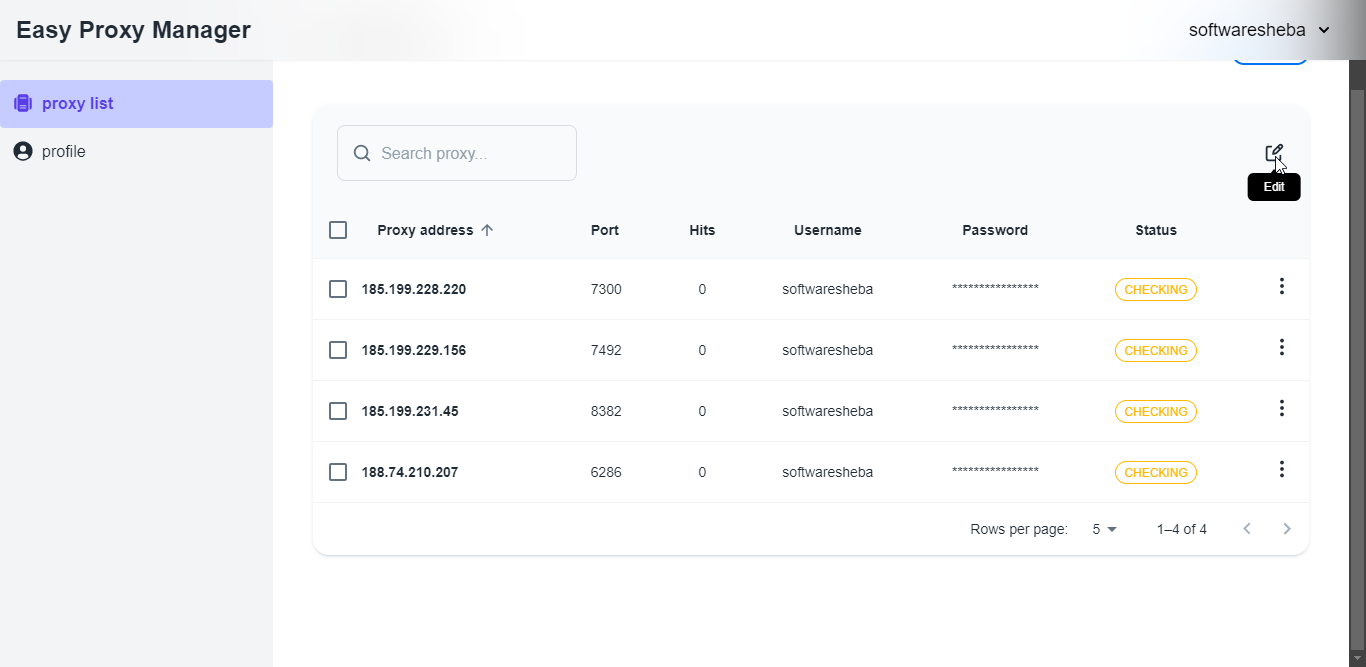 Easy Proxy Manager
softwaresheba
proxy list
profile
Search proxy...
Edit
Proxy address Port Hits Username Password Status
185.199.228.220 7300 0 softwaresheba **************** CHECKING
185.199.229.156 7492 0 softwaresheba **************** CHECKING
185.199.231.45 8382 0 softwaresheba **************** CHECKING
188.74.210.207 6286 0 softwaresheba **************** CHECKING
Rows per page: 5 1–4 of 4